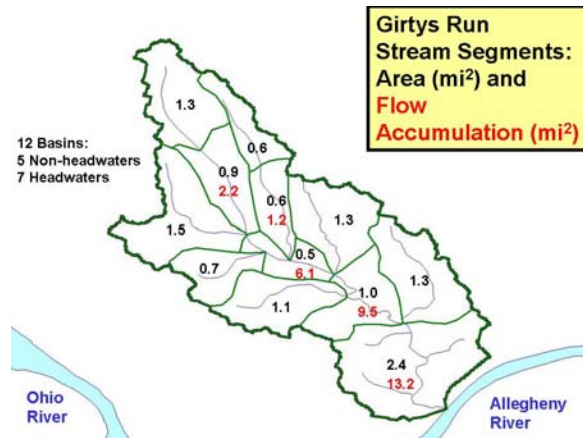 Girtys Run
Stream Segments:
Area (mi²) and
Flow
Accumulation (mi²)
12 Basins:
5 Non-headwaters
7 Headwaters
1.3
0.6
0.9
2.2
0.6
1.2
1.3
1.5
0.5
6.1
0.7
1.0
9.5
1.3
1.1
2.4
13.2
Ohio
River
Allegheny
River